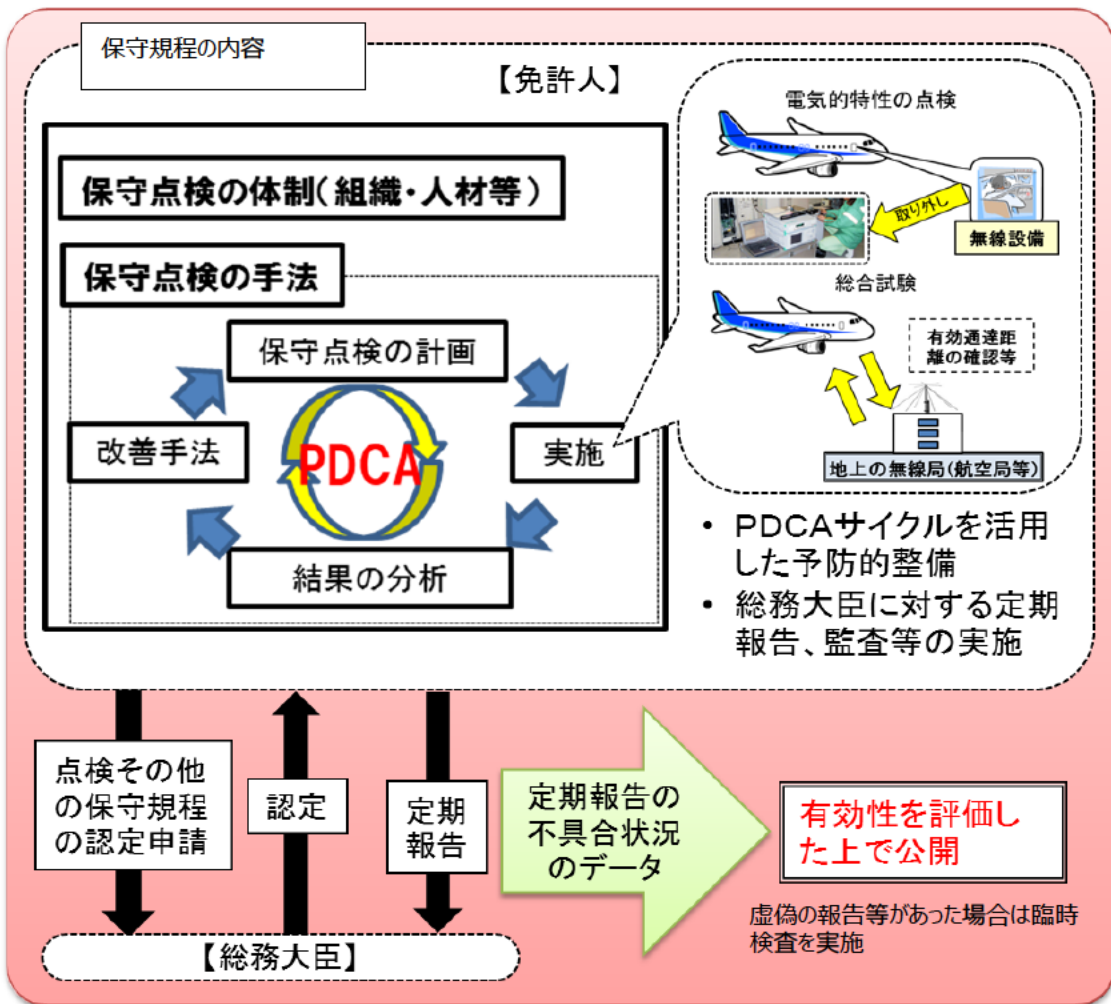 保守規程の内容
【免許人】
保守点検の体制(組織・人材等)
保守点検の手法
保守点検の計画
改善手法
PDCA
実施
結果の分析
電気的特性の点検
取り外し
無線設備
総合試験
有効通達距
離の確認等
地上の無線局(航空局等)
• PDCAサイクルを活用
した予防的整備
• 総務大臣に対する定期
報告、監査等の実施
点検その他
の保守規程
の認定申請
認定
定期
報告
定期報告の
不具合状況
のデータ
有効性を評価し
た上で公開
虚偽の報告等があった場合は臨時
検査を実施
【総務大臣】